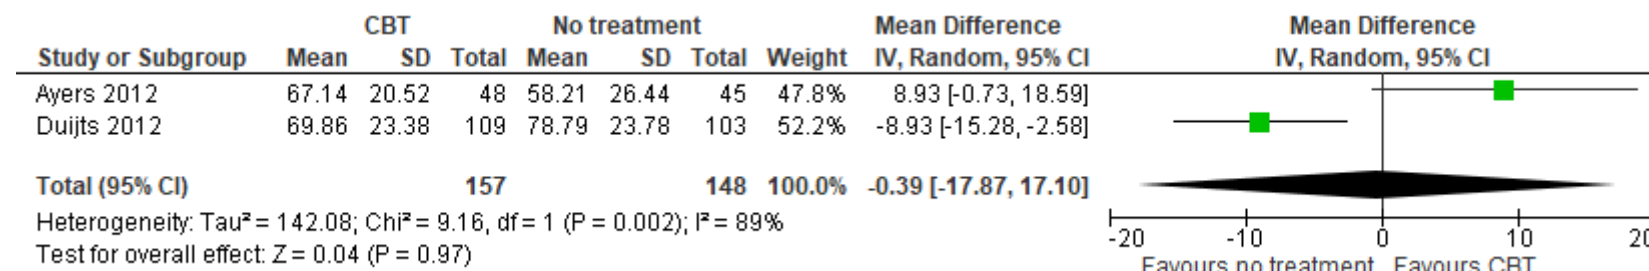 CBT No treatment Mean Difference Mean Difference
Study or Subgroup Mean SD Total Mean SD Total Weight IV, Random, 95% CI IV, Random, 95% CI
Ayers 2012 67.14 20.52 48 58.21 26.44 45 47.8% 8.93 [-0.73, 18.59]
Duijts 2012 69.86 23.38 109 78.79 23.78 103 52.2% -8.93 [-15.28, -2.58]
Total (95% CI) 157 148 100.0% -0.39 [-17.87, 17.10]
Heterogeneity: Tau² = 142.08; Chi² = 9.16, df = 1 (P = 0.002); I² = 89%
Test for overall effect: Z = 0.04 (P = 0.97)
-20 -10 0 10 20
Favours no treatment Favours CBT